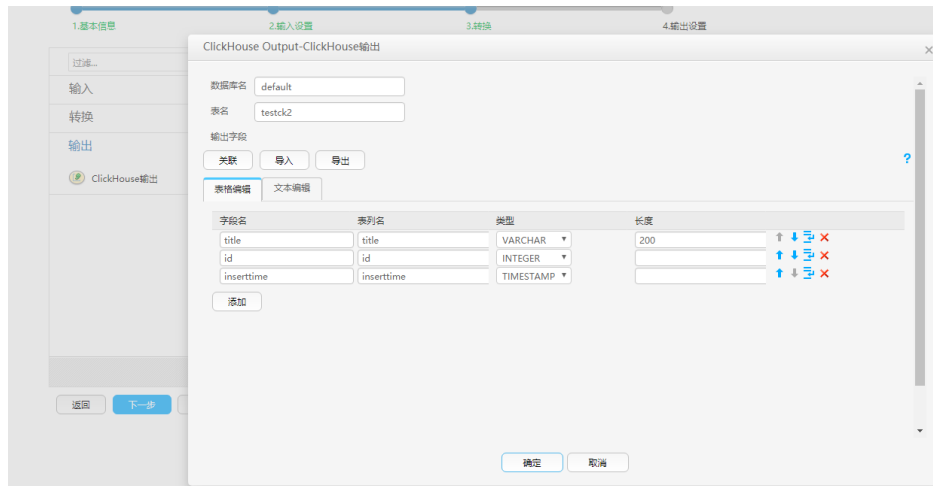 1.基本信息 2.输入设置 3.转换 4.输出设置
ClickHouse Output-ClickHouse输出
过滤...
输入
转换
输出
ClickHouse输出
返回 下一步
数据库名 default
表名 testck2
输出字段
关联 导入 导出
?
表格编辑 文本编辑
字段名 表列名 类型 长度
title title VARCHAR 200
id id INTEGER
inserttime inserttime TIMESTAMP
添加
确定 取消